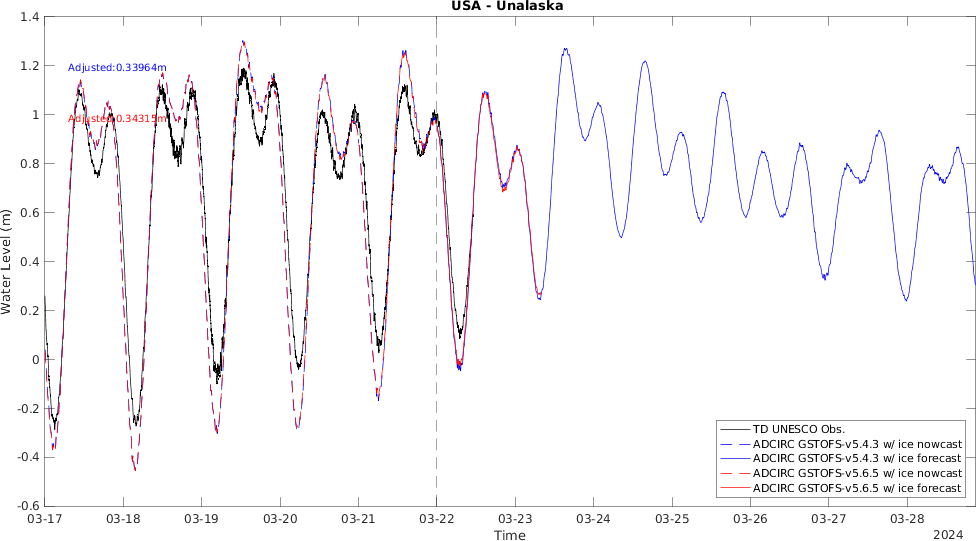 USA - Unalaska
1.4
1.2
1
0.8
0.6
0.4
0.2
0
-0.2
-0.4
-0.6
Water Level (m)
Adjusted:0.33964m
Adjusted:0.34315m
TD UNESCO Obs.
ADCIRC GSTOFS-v5.4.3 w/ ice nowcast
ADCIRC GSTOFS-v5.4.3 w/ ice forecast
ADCIRC GSTOFS-v5.6.5 w/ ice nowcast
ADCIRC GSTOFS-v5.6.5 w/ ice forecast
03-17 03-18 03-19 03-20 03-21 03-22 03-23 03-24 03-25 03-26 03-27 03-28
Time
2024